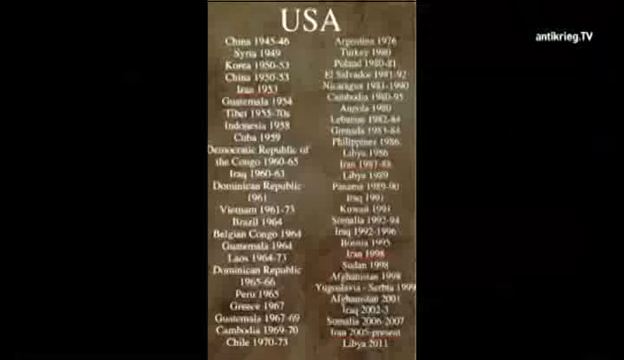 USA
China 1945-46
Syria 1949
Korea 1950-53
China 1950-53
Iran 1953
Guatemala 1954
Tibet 1955-70s
Indonesia 1958
Cuba 1959
Democratic Republic of
the Congo 1960-65
Iraq 1960-63
Dominican Republic
1961
Vietnam 1961-73
Brazil 1964
Belgian Congo 1964
Guatemala 1964
Laos 1964-73
Dominican Republic
1965-66
Peru 1965
Greece 1967
Guatemala 1967-69
Cambodia 1969-70
Chile 1970-73
Argentina 1976
Turkey 1980
Poland 1980-81
El Salvador 1981-92
Nicaragua 1981-1990
Cambodia 1980-95
Angola 1980
Lebanon 1982-84
Grenada 1983-84
Philippines 1986
Libya 1986
Iran 1987-88
Libya 1989
Panama 1989-90
Iraq 1991
Kuwait 1991
Somalia 1992-94
Iraq 1992-1996
Bosnia 1995
Iran 1998
Sudan 1998
Afghanistan 1998
Yugoslavia - Serbia 1999
Afghanistan 2001
Iraq 2002-3
Somalia 2006-2007
Iran 2005-present
Libya 2011
antikrieg.TV